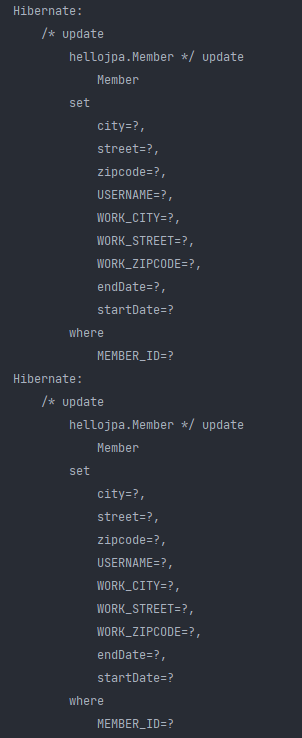 Hibernate:
/* update
hellojpa.Member */ update
Member
set
city=?,
street=?,
zipcode=?,
USERNAME=?,
WORK_CITY=?,
WORK_STREET=?,
WORK_ZIPCODE=?,
endDate=?,
startDate=?
where
MEMBER_ID=?
Hibernate:
/* update
hellojpa.Member */ update
Member
set
city=?,
street=?,
zipcode=?,
USERNAME=?,
WORK_CITY=?,
WORK_STREET=?,
WORK_ZIPCODE=?,
endDate=?,
startDate=?
where
MEMBER_ID=?